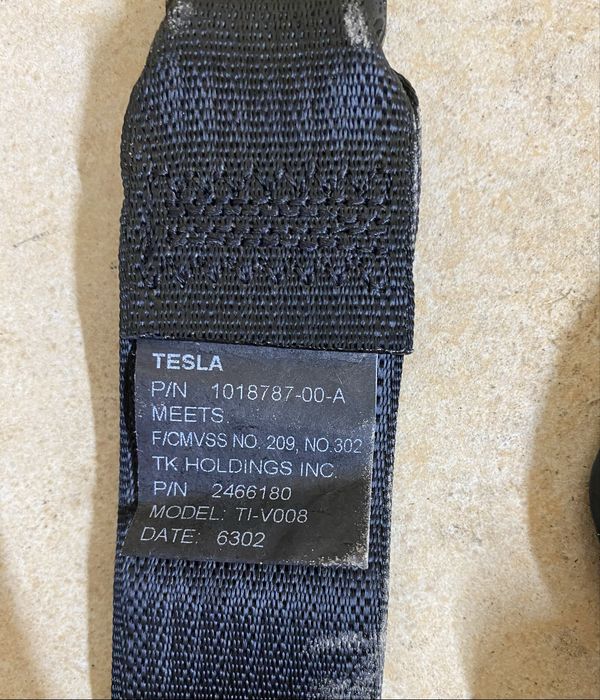 TESLA
P/N 1018787-00-A
MEETS
F/CMVSS NO. 209, NO.302
TK HOLDINGS INC.
P/N 2466180
MODEL: TI-V008
DATE: 6302